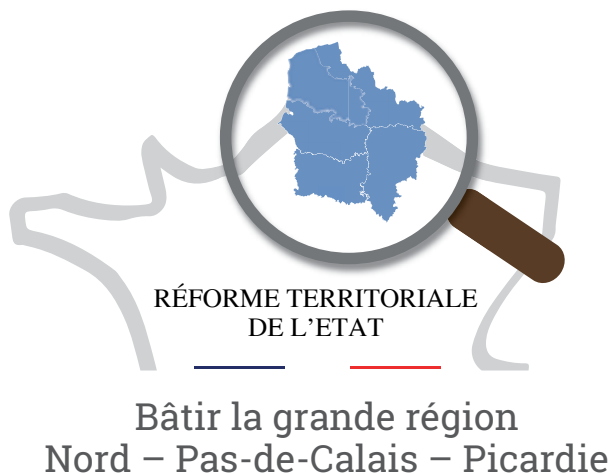 RÉFORME TERRITORIALE
DE L’ETAT
Bâtir la grande région
Nord – Pas-de-Calais – Picardie